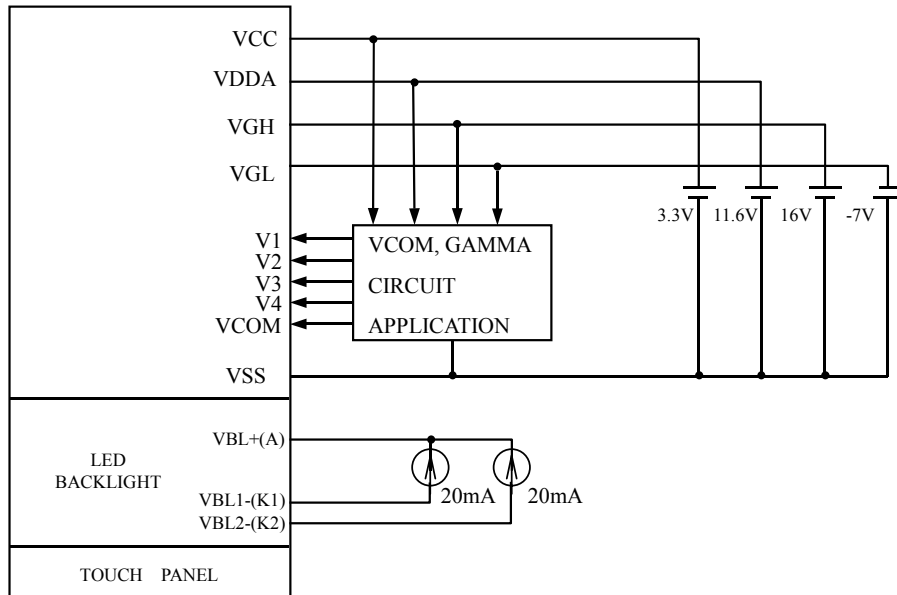 VCC
VDDA
VGH
VGL
3.3V 11.6V 16V -7V
V1
V2
V3
V4
VCOM
VCOM, GAMMA
CIRCUIT
APPLICATION
VSS
LED
BACKLIGHT
VBL+(A)
VBL1-(K1)
VBL2-(K2)
20mA 20mA
TOUCH PANEL